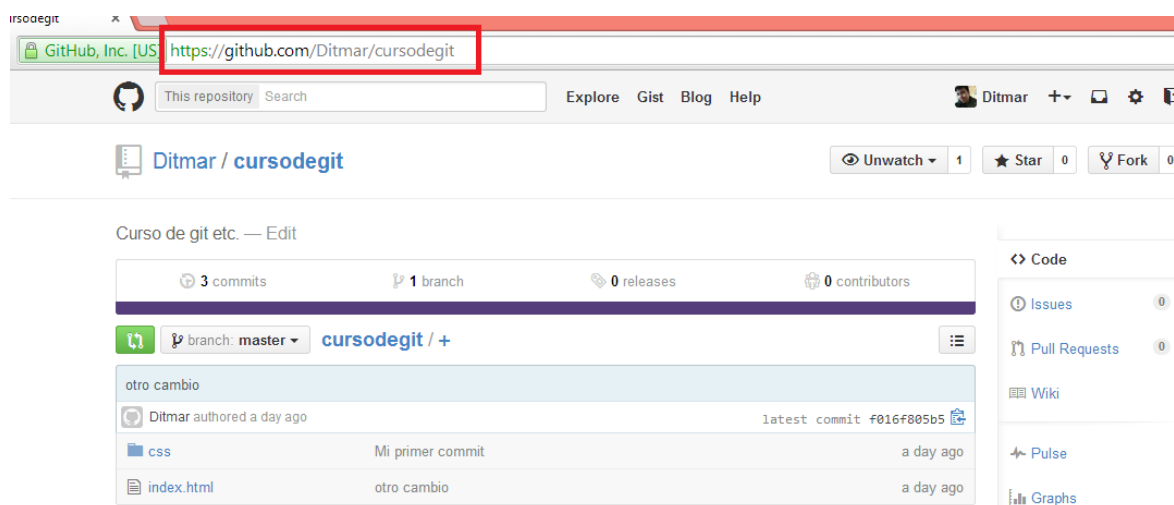 GitHub, Inc. [US] https://github.com/Ditmar/cursodegit
This repository Search Explore Gist Blog Help Ditmar
Ditmar / cursodegit Unwatch 1 Star 0 Fork 0
Curso de git etc. — Edit
3 commits 1 branch 0 releases 0 contributors
branch: master cursodegit / +
otro cambio
Ditmar authored a day ago latest commit f016f805b5
css Mi primer commit a day ago
index.html otro cambio a day ago
Code
Issues 0
Pull Requests 0
Wiki
Pulse
Graphs